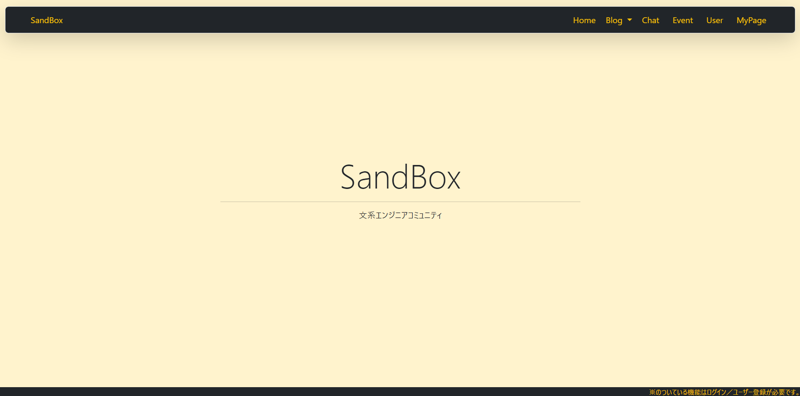 SandBox
Home Blog Chat Event User MyPage
SandBox
文系エンジニアコミュニティ
※のついている機能はログイン／ユーザー登録が必要です。